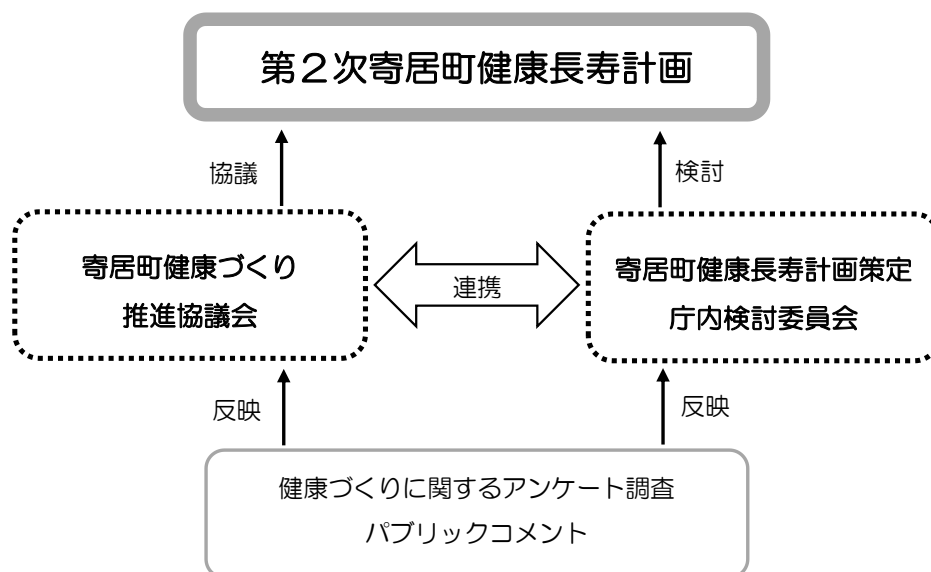 第２次寄居町健康長寿計画
協議
検討
寄居町健康づくり
推進協議会
連携
寄居町健康長寿計画策定
庁内検討委員会
反映
反映
健康づくりに関するアンケート調査
パブリックコメント